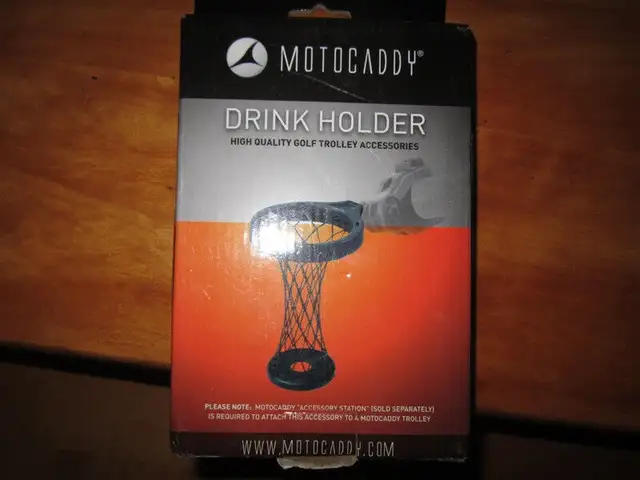 MOTOCADDY®
DRINK HOLDER
HIGH QUALITY GOLF TROLLEY ACCESSORIES
PLEASE NOTE: MOTOCADDY "ACCESSORY STATION" (SOLD SEPARATELY)
IS REQUIRED TO ATTACH THIS ACCESSORY TO A MOTOCADDY TROLLEY
WWW.MOTOCADDY.COM